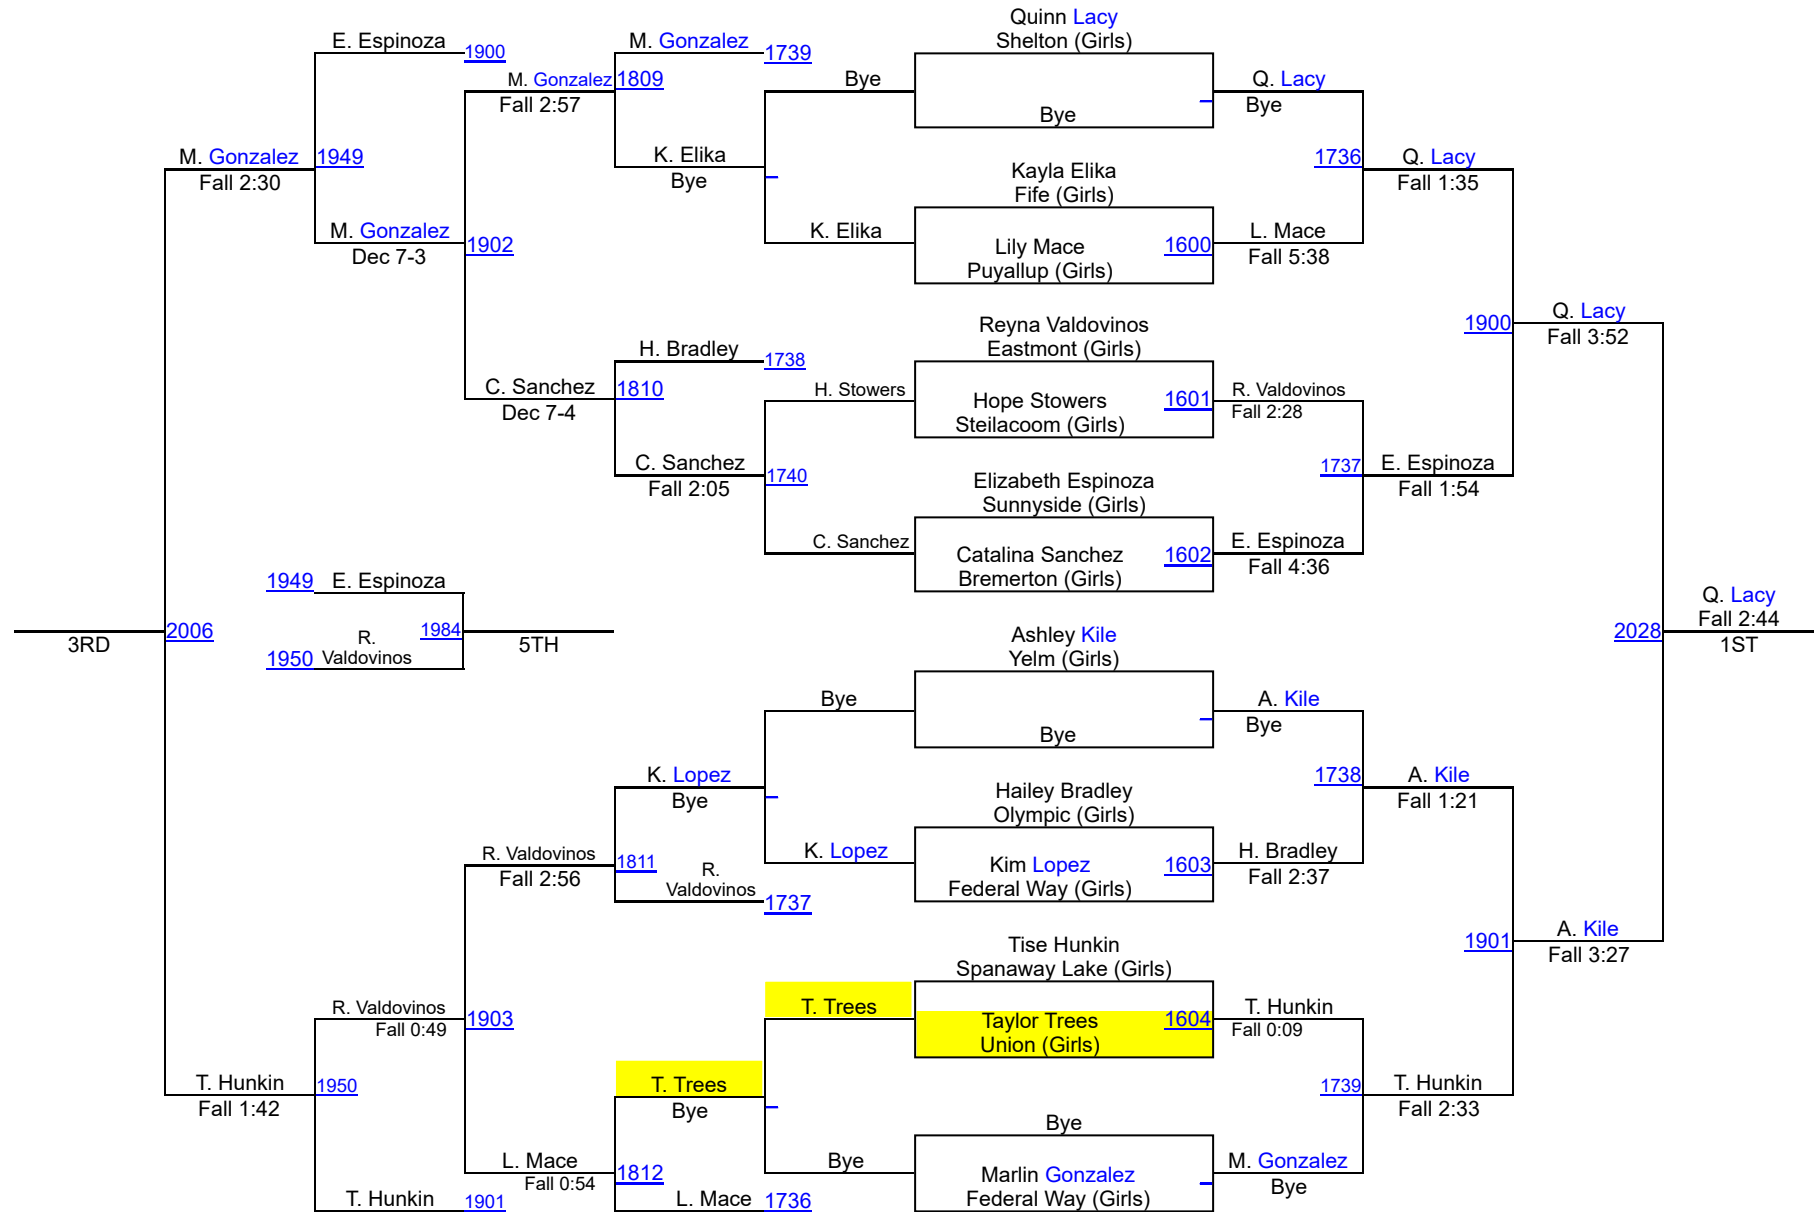 Quinn Lacy
E. Espinoza
M. Gonzalez
Shelton (Girls)
1900
1739
M. Gonzalez
1809
Bye
Q. Lacy
Fall 2:57
Bye
Bye
M. Gonzalez
1949
K. Elika
1736
Q. Lacy
Fall 2:30
Bye
Kayla Elika
Fall 1:35
Fife (Girls)
M. Gonzalez
1902
K. Elika
Lily Mace
1600
L. Mace
Dec 7-3
Puyallup (Girls)
Fall 5:38
Q. Lacy
Reyna Valdovinos
1900
Fall 3:52
H. Bradley
1738
Eastmont (Girls)
C. Sanchez
1810
H. Stowers
Hope Stowers
1601
R. Valdovinos
Dec 7-4
Steilacoom (Girls)
Fall 2:28
C. Sanchez
1740
1737
E. Espinoza
Fall 2:05
Elizabeth Espinoza
Fall 1:54
Sunnyside (Girls)
C. Sanchez
Catalina Sanchez
1602
E. Espinoza
Bremerton (Girls)
Fall 4:36
1949
E. Espinoza
Q. Lacy
Fall 2:44
2006
R.
1984
Ashley Kile
2028
3RD
5TH
1ST
1950
Valdovinos
Yelm (Girls)
Bye
A. Kile
Bye
Bye
K. Lopez
1738
A. Kile
Bye
Hailey Bradley
Fall 1:21
Olympic (Girls)
R. Valdovinos
1811
K. Lopez
Kim Lopez
1603
H. Bradley
Fall 2:56
R.
Federal Way (Girls)
Fall 2:37
Valdovinos
1737
A. Kile
Tise Hunkin
1901
Fall 3:27
Spanaway Lake (Girls)
R. Valdovinos
1903
T. Trees
Taylor Trees
1604
T. Hunkin
Fall 0:49
Union (Girls)
Fall 0:09
T. Hunkin
1950
T. Trees
1739
T. Hunkin
Fall 1:42
Bye
Fall 2:33
Bye
L. Mace
1812
Bye
Marlin Gonzalez
M. Gonzalez
Fall 0:54
Federal Way (Girls)
Bye
T. Hunkin
1901
L. Mace
1736